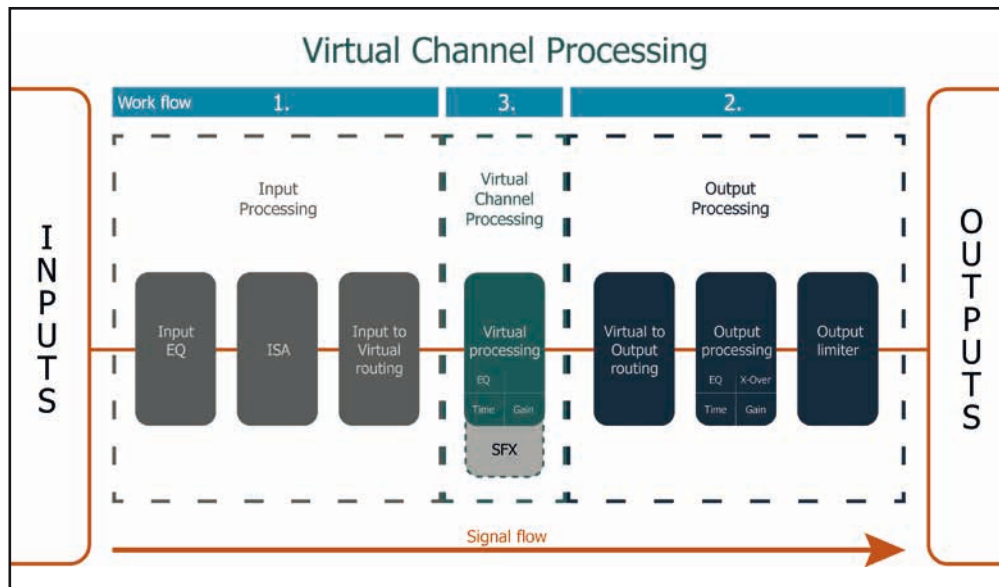 Virtual Channel Processing
Work flow 1. 3. 2.
INPUTS
Input
Processing
Virtual
Channel
Processing
Output
Processing
Input
EQ
ISA
Input to
Virtual
routing
Virtual
processing
EQ
Time Gain
SFX
Virtual to
Output
routing
Output
processing
EQ X-Over
Time Gain
Output
limiter
OUTPUTS
Signal flow